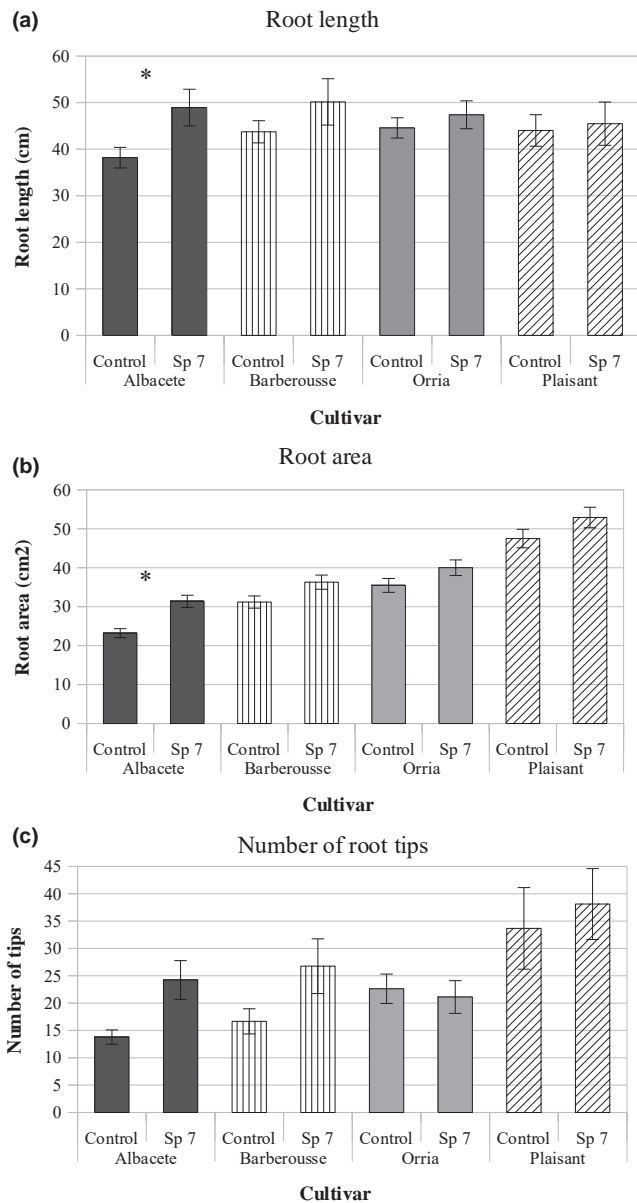 (a)
Root length
Root length (cm)
60
50
40
30
20
10
0
*
Control Sp 7 Control Sp 7 Control Sp 7 Control Sp 7
Albacete Barberousse Orria Plaisant
Cultivar
(b)
Root area
Root area (cm2)
60
50
40
30
20
10
0
*
Control Sp 7 Control Sp 7 Control Sp 7 Control Sp 7
Albacete Barberousse Orria Plaisant
Cultivar
(c)
Number of root tips
Number of tips
45
40
35
30
25
20
15
10
5
0
Control Sp 7 Control Sp 7 Control Sp 7 Control Sp 7
Albacete Barberousse Orria Plaisant
Cultivar